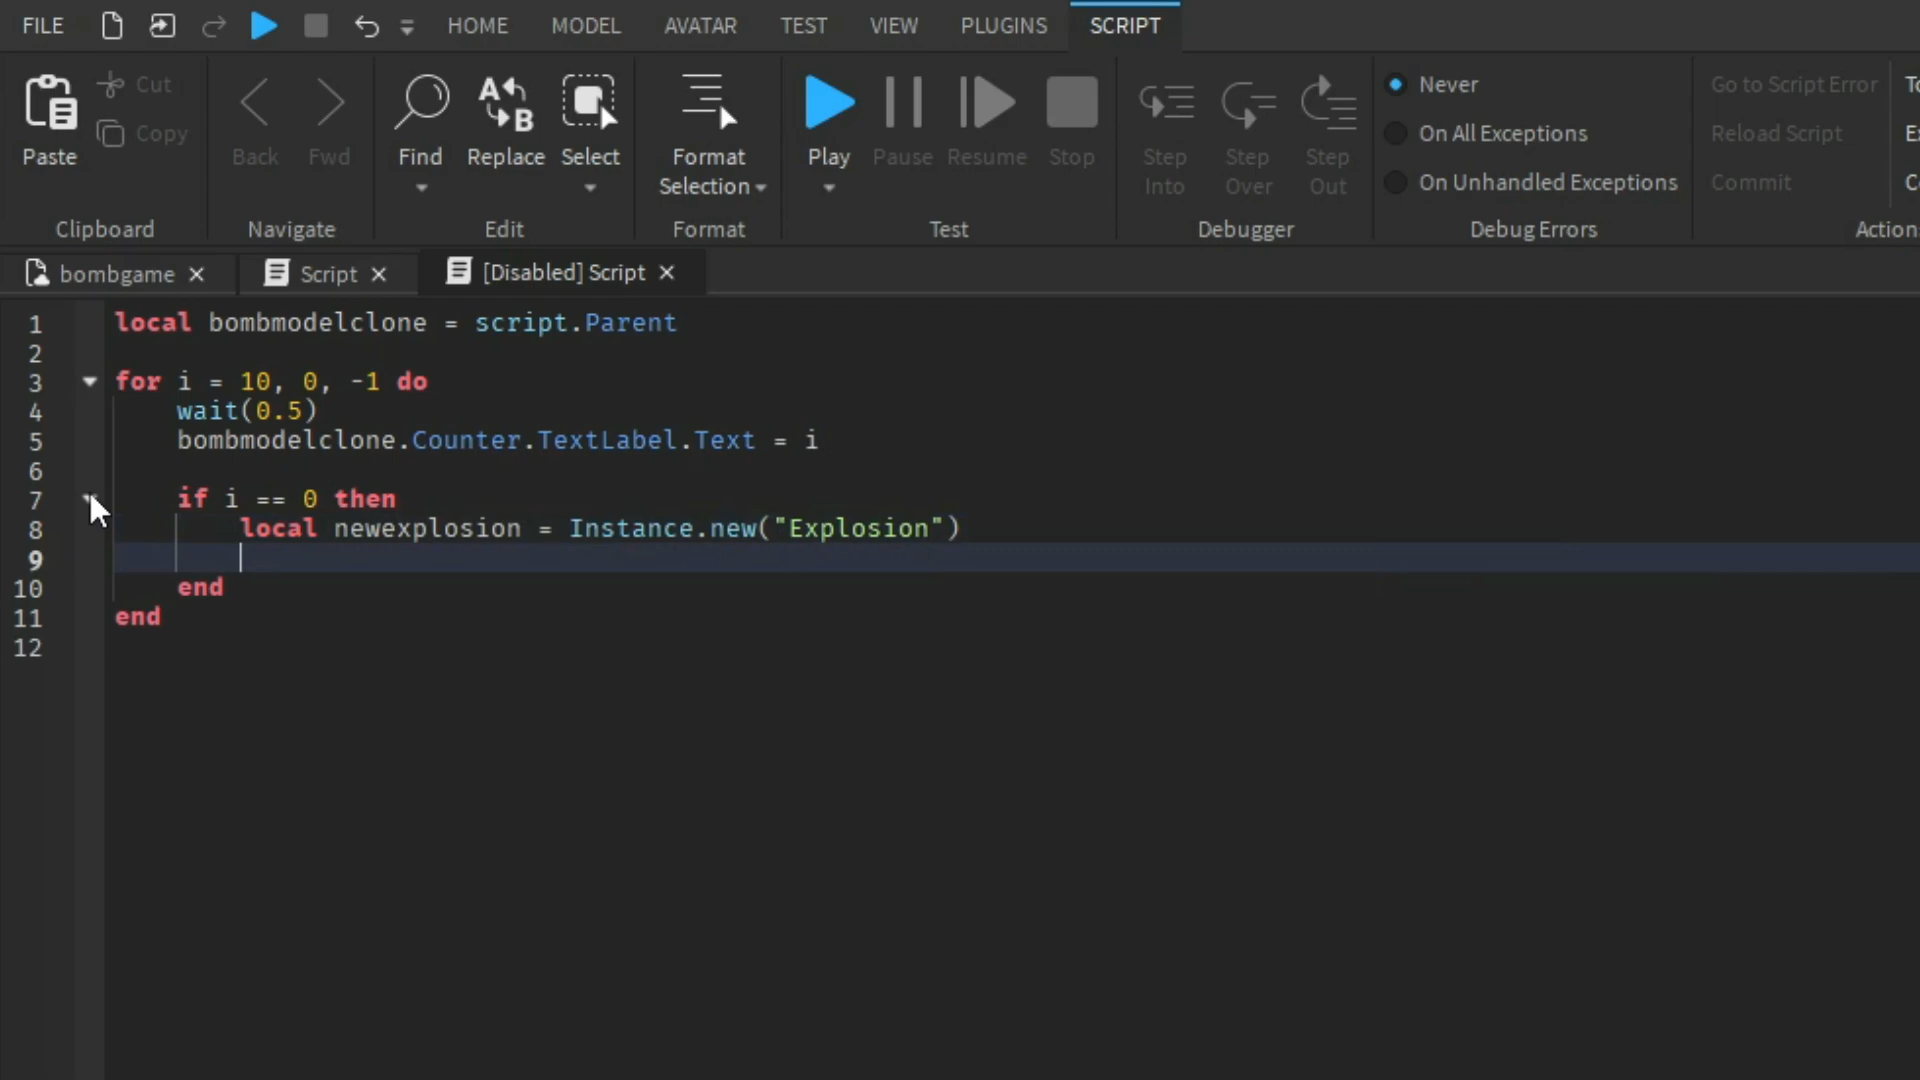 FILE HOME MODEL AVATAR TEST VIEW PLUGINS SCRIPT
Paste Cut Copy Back Fwd Find Replace Select Format Selection Play Pause Resume Stop Step Into Step Over Step Out Never On All Exceptions On Unhandled Exceptions Go to Script Error Reload Script Commit
Clipboard Navigate Edit Format Test Debugger Debug Errors Action
bombgame Script [Disabled] Script
1 local bombmodelclone = script.Parent
2
3 for i = 10, 0, -1 do
4 wait(0.5)
5 bombmodelclone.Counter.TextLabel.Text = i
6
7 if i == 0 then
8 local newexplosion = Instance.new("Explosion")
9
10 end
11 end
12